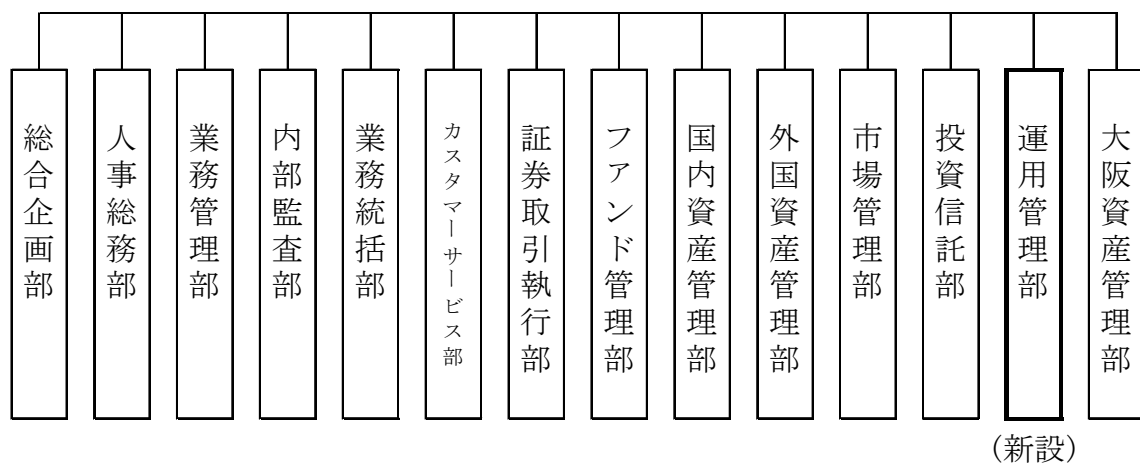 総合企画部
人事総務部
業務管理部
内部監査部
業務統括部
カスタマーサービス部
証券取引執行部
ファンド管理部
国内資産管理部
外国資産管理部
市場管理部
投資信託部
運用管理部
大阪資産管理部
（新設）